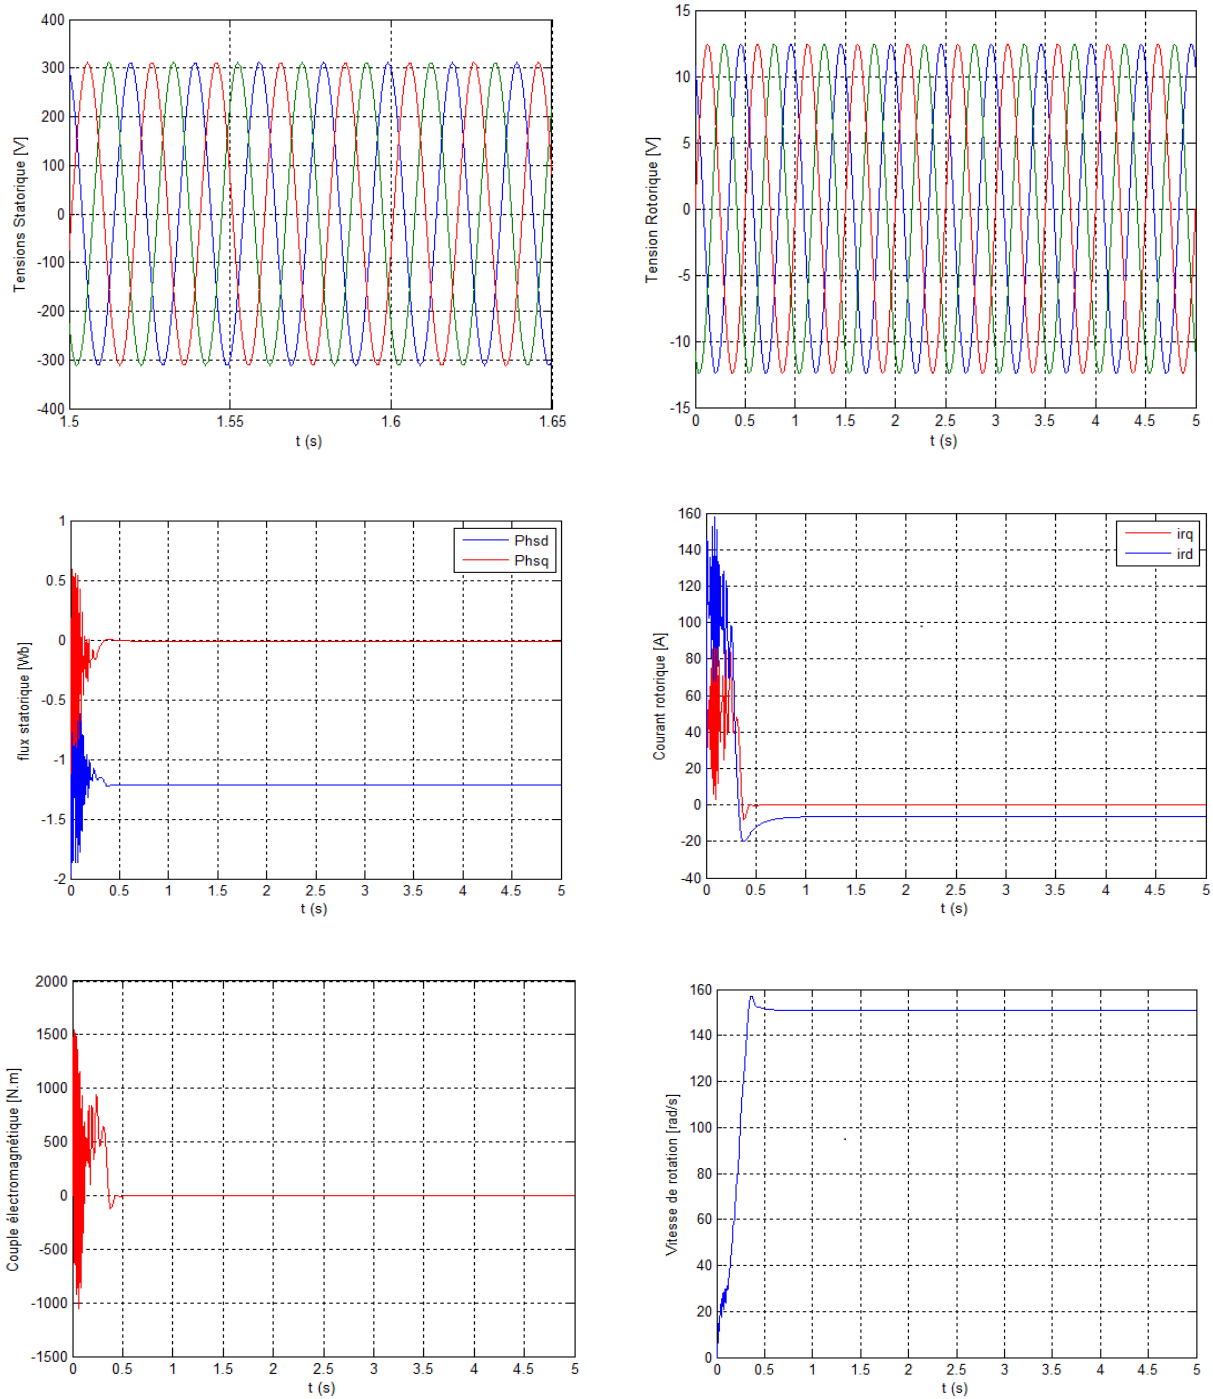 Tensions Statorique [V]
400
300
200
100
0
-100
-200
-300
-400
1.5 1.55 1.6 1.65
t (s)
Tension Rotorique [V]
15
10
5
0
-5
-10
-15
0 0.5 1 1.5 2 2.5 3 3.5 4 4.5 5
t (s)
flux statorique [Wb]
1
0.5
0
-0.5
-1
-1.5
-2
Phsd
Phsq
0 0.5 1 1.5 2 2.5 3 3.5 4 4.5 5
t (s)
Courant rotorique [A]
160
140
120
100
80
60
40
20
0
-20
-40
irq
ird
0 0.5 1 1.5 2 2.5 3 3.5 4 4.5 5
t (s)
Couple électromagnétique [N.m]
2000
1500
1000
500
0
-500
-1000
-1500
0 0.5 1 1.5 2 2.5 3 3.5 4 4.5 5
t (s)
Vitesse de rotation [rad/s]
160
140
120
100
80
60
40
20
0
0 0.5 1 1.5 2 2.5 3 3.5 4 4.5 5
t (s)